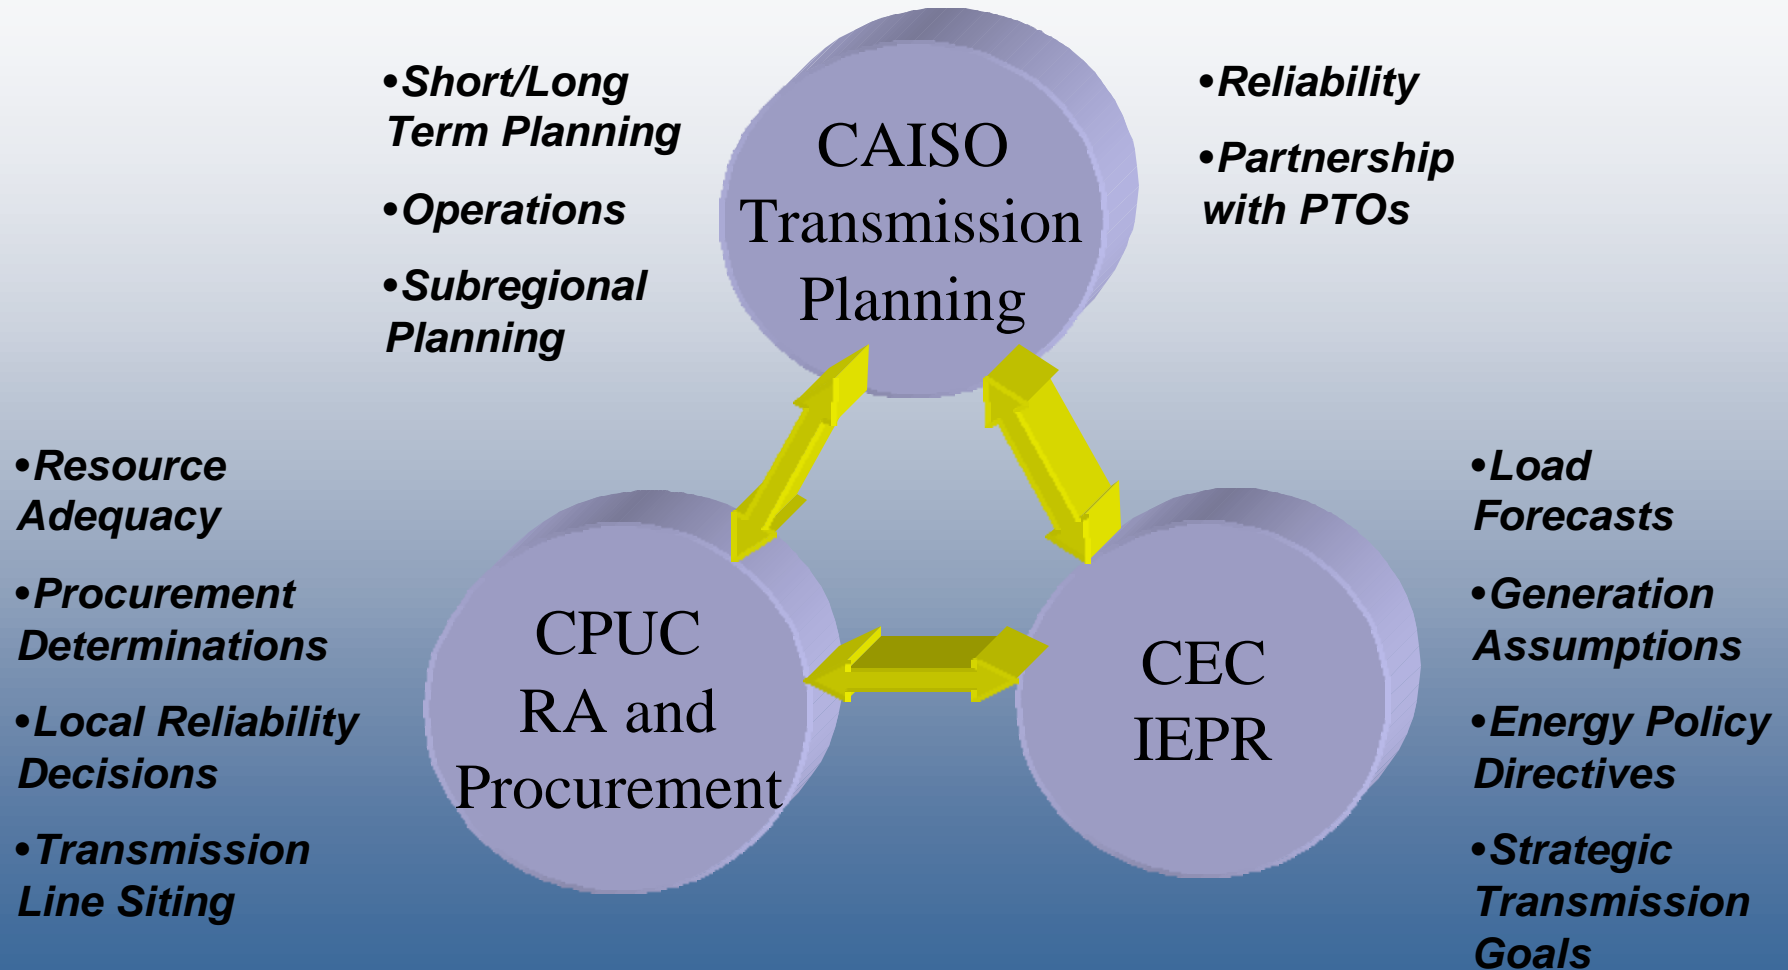 •Short/Long
Term Planning
•Operations
•Subregional
Planning
CAISO
Transmission
Planning
•Reliability
•Partnership
with PTOs
•Resource
Adequacy
•Procurement
Determinations
•Local Reliability
Decisions
•Transmission
Line Siting
CPUC
RA and
Procurement
CEC
IEPR
•Load
Forecasts
•Generation
Assumptions
•Energy Policy
Directives
•Strategic
Transmission
Goals